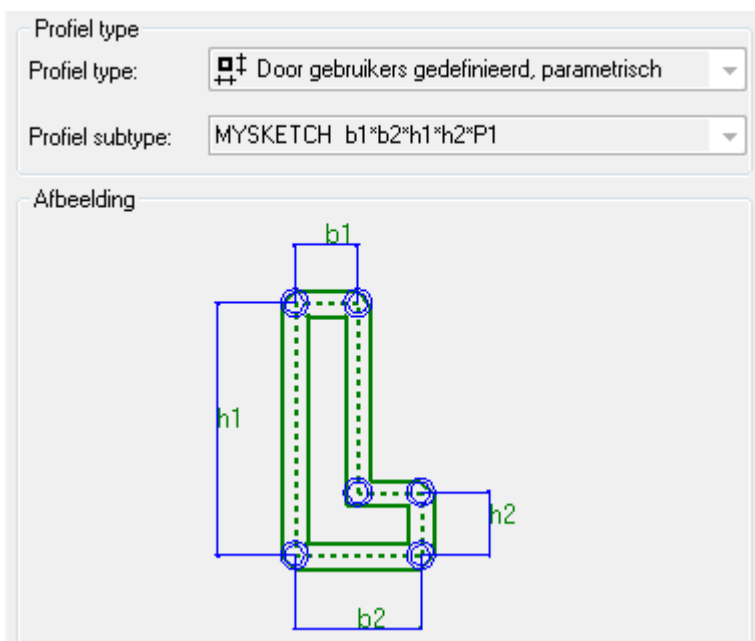 Profiel type
Profiel type: Door gebruikers gedefinieerd, parametrisch
Profiel subtype: MYSKETCH b1*b2*h1*h2*P1
Afbeelding
b1
h1
h2
b2